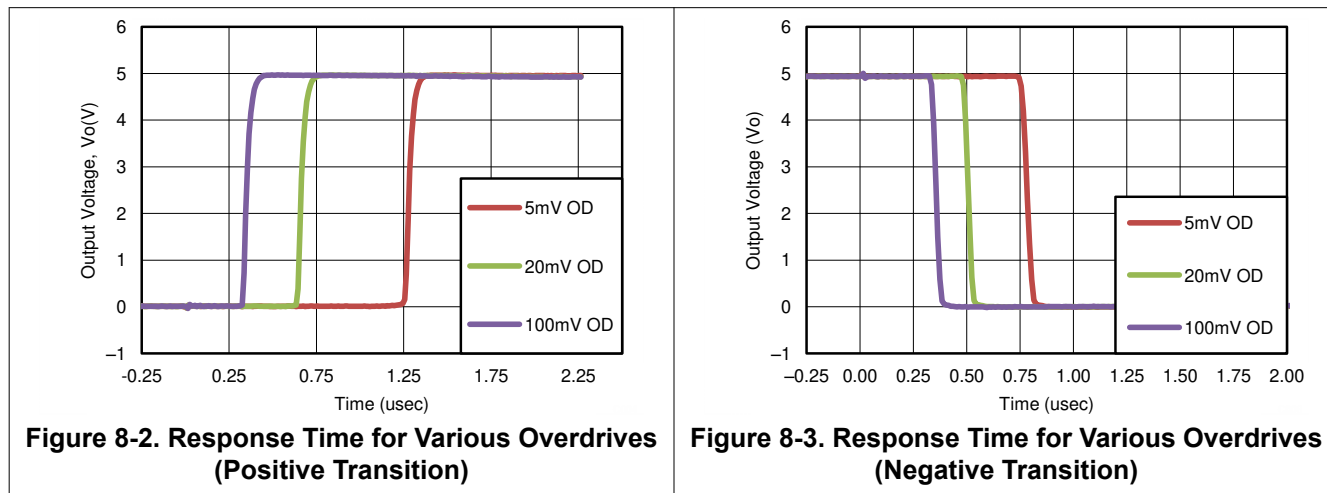 6
5
4
3
2
1
0
–1
Output Voltage, Vo(V)
5mV OD
20mV OD
100mV OD
-0.25 0.25 0.75 1.25 1.75 2.25
Time (usec)
Figure 8-2. Response Time for Various Overdrives
(Positive Transition)
6
5
4
3
2
1
0
–1
Output Voltage (Vo)
5mV OD
20mV OD
100mV OD
–0.25 0.00 0.25 0.50 0.75 1.00 1.25 1.50 1.75 2.00
Time (usec)
Figure 8-3. Response Time for Various Overdrives
(Negative Transition)